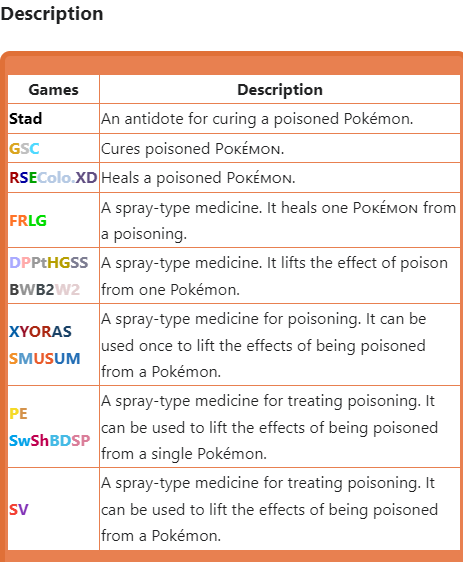 Description
Games Description
Stad An antidote for curing a poisoned Pokémon.
GSC Cures poisoned Pokémon.
RSEColo.XD Heals a poisoned Pokémon.
FRLG A spray-type medicine. It heals one Pokémon from
a poisoning.
DPPtHGSS A spray-type medicine. It lifts the effect of poison
BWB2W2 from one Pokémon.
A spray-type medicine for poisoning. It can be
XYORAS used once to lift the effects of being poisoned
SMUSUM from a Pokémon.
A spray-type medicine for treating poisoning. It
PE can be used to lift the effects of being poisoned
SwShBDSP from a single Pokémon.
A spray-type medicine for treating poisoning. It
SV can be used to lift the effects of being poisoned
from a Pokémon.